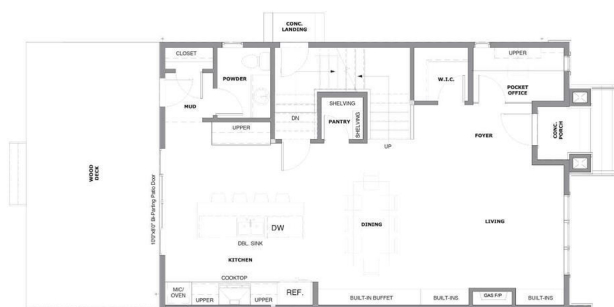 CONC.
LANDING
CLOSET
POWDER
MUD
UPPER
DN
SHELVING
PANTRY
SHELVING
UP
W.I.C.
UPPER
POCKET
OFFICE
FOYER
CONC.
PORCH
WOOD
DECK
DW
DBL. SINK
KITCHEN
COOKTOP
MIC/
OVEN
UPPER
UPPER
REF.
DINING
LIVING
BUILT-IN BUFFET
BUILT-INS
GAS F/P
BUILT-INS